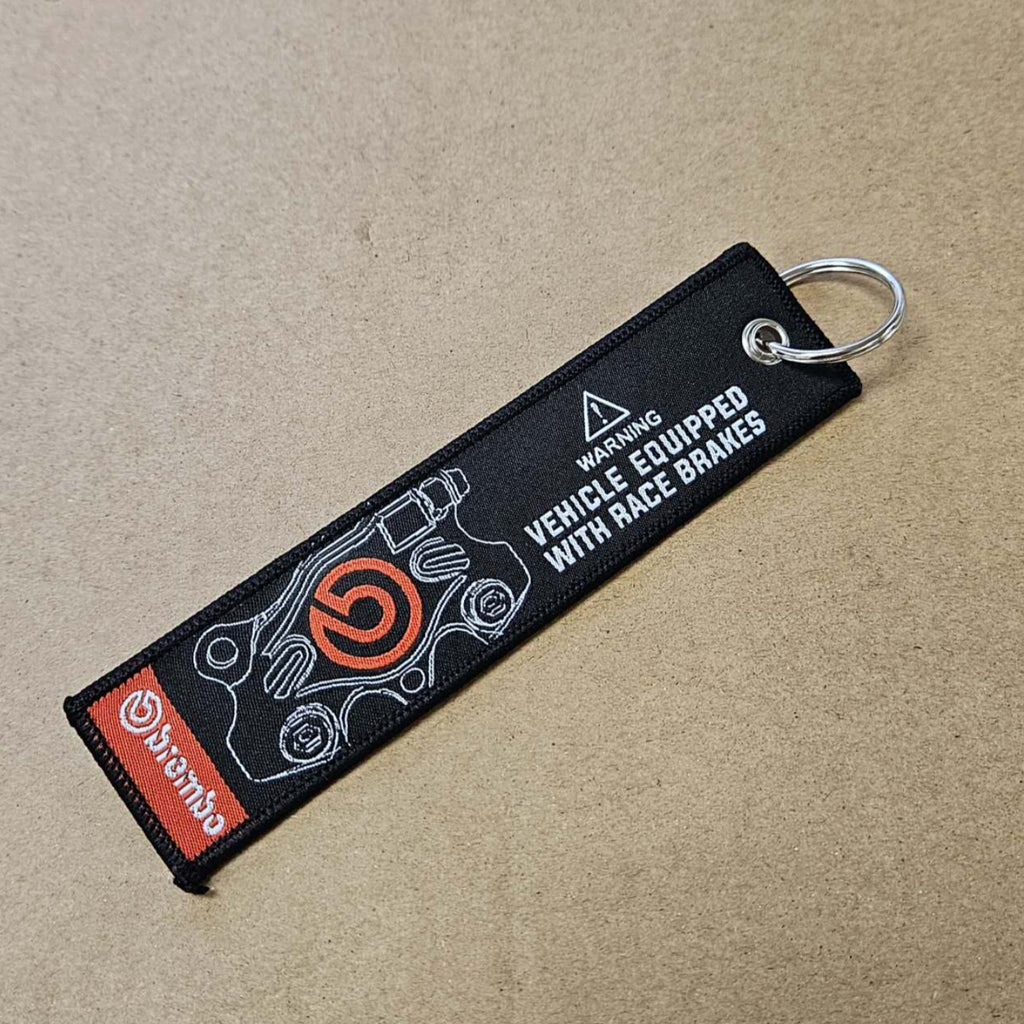 WARNING
VEHICLE EQUIPPED
WITH RACE BRAKES
brembo